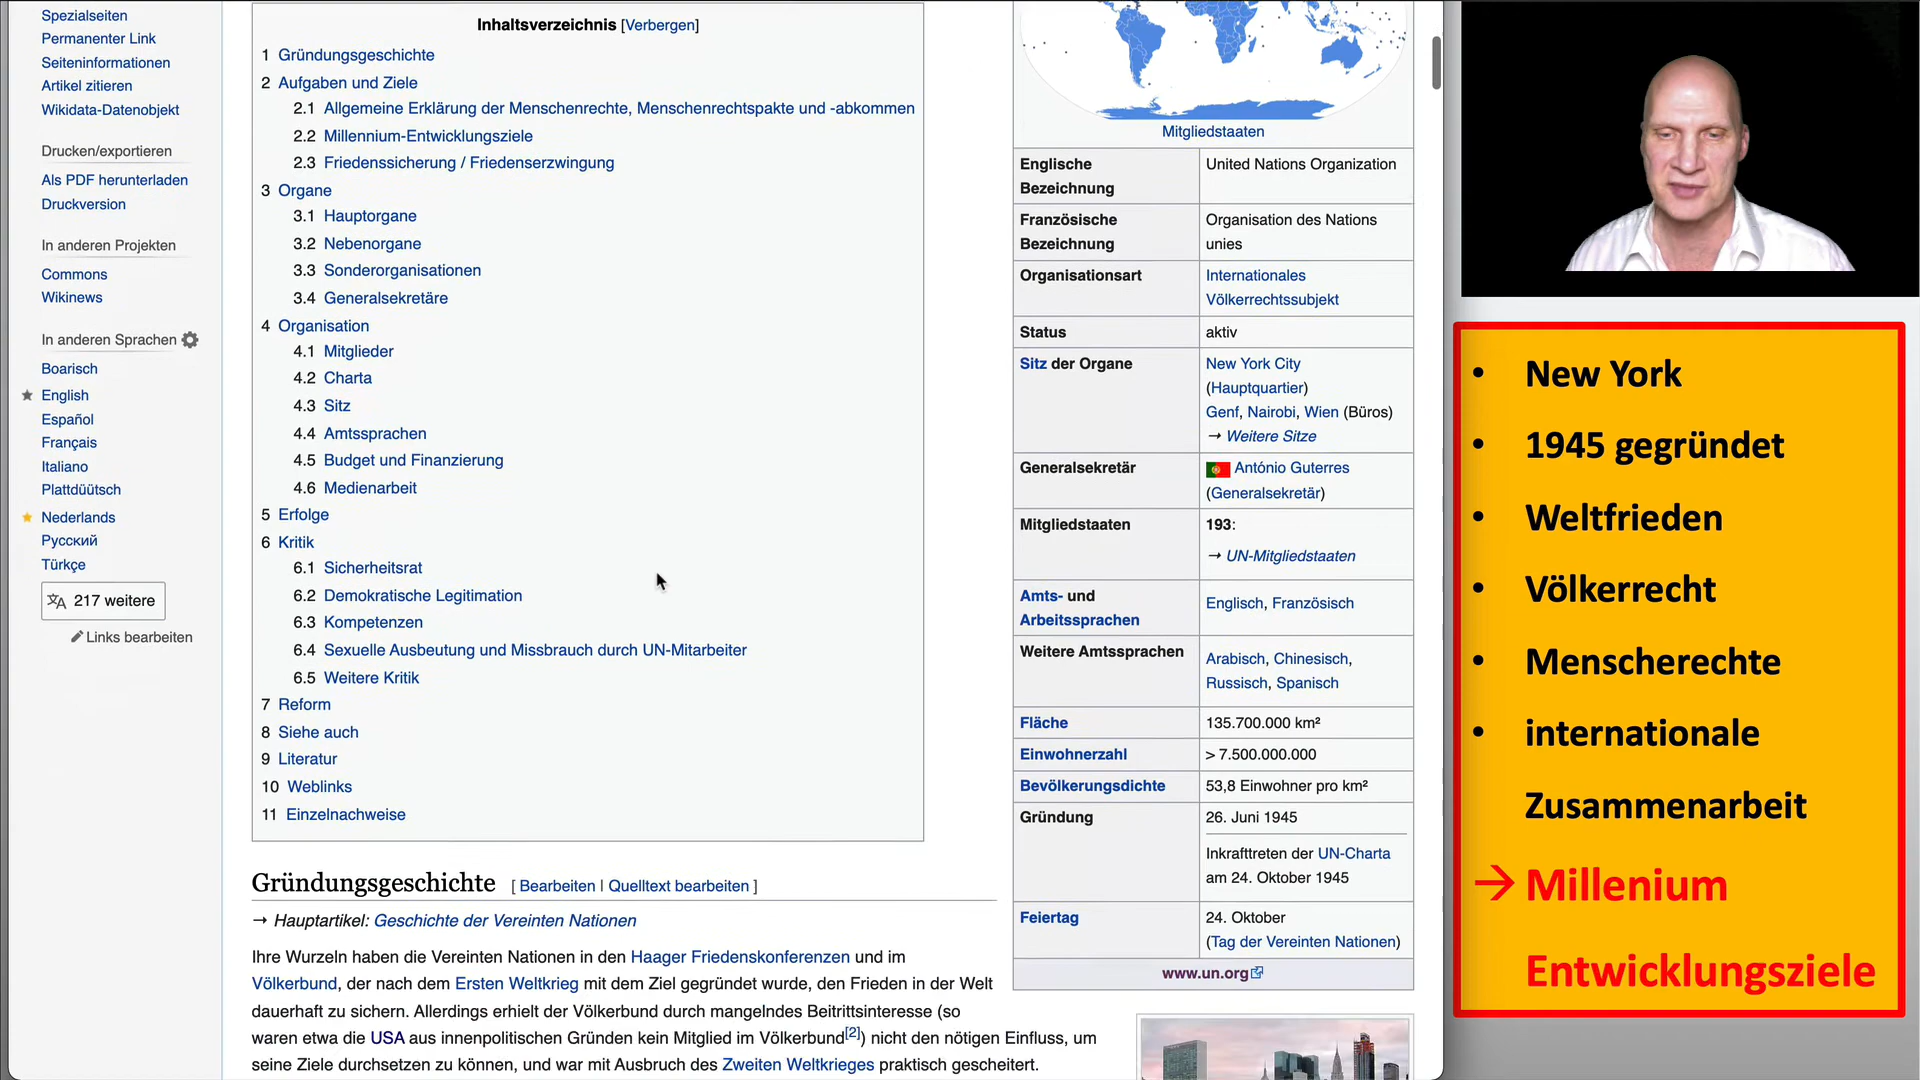 Spezialseiten
Permanenter Link
Seiteninformationen
Artikel zitieren
Wikidata-Datenobjekt
Drucken/exportieren
Als PDF herunterladen
Druckversion
In anderen Projekten
Commons
Wikinews
In anderen Sprachen
Boarisch
English
Español
Français
Italiano
Plattdüütsch
Nederlands
Русский
Türkçe
217 weitere
Links bearbeiten
Inhaltsverzeichnis [Verbergen]
1 Gründungsgeschichte
2 Aufgaben und Ziele
2.1 Allgemeine Erklärung der Menschenrechte, Menschenrechtspakte und -abkommen
2.2 Millennium-Entwicklungsziele
2.3 Friedenssicherung / Friedenserzwingung
3 Organe
3.1 Hauptorgane
3.2 Nebenorgane
3.3 Sonderorganisationen
3.4 Generalsekretäre
4 Organisation
4.1 Mitglieder
4.2 Charta
4.3 Sitz
4.4 Amtssprachen
4.5 Budget und Finanzierung
4.6 Medienarbeit
5 Erfolge
6 Kritik
6.1 Sicherheitsrat
6.2 Demokratische Legitimation
6.3 Kompetenzen
6.4 Sexuelle Ausbeutung und Missbrauch durch UN-Mitarbeiter
6.5 Weitere Kritik
7 Reform
8 Siehe auch
9 Literatur
10 Weblinks
11 Einzelnachweise
Gründungsgeschichte [ Bearbeiten | Quelltext bearbeiten ]
→ Hauptartikel: Geschichte der Vereinten Nationen
Ihre Wurzeln haben die Vereinten Nationen in den Haager Friedenskonferenzen und im
Völkerbund, der nach dem Ersten Weltkrieg mit dem Ziel gegründet wurde, den Frieden in der Welt
dauerhaft zu sichern. Allerdings erhielt der Völkerbund durch mangelndes Beitrittsinteresse (so
waren etwa die USA aus innenpolitischen Gründen kein Mitglied im Völkerbund[2]) nicht den nötigen Einfluss, um
seine Ziele durchsetzen zu können, und war mit Ausbruch des Zweiten Weltkrieges praktisch gescheitert.
Mitgliedstaaten
Englische Bezeichnung United Nations Organization
Französische Bezeichnung Organisation des Nations unies
Organisationsart Internationales Völkerrechtssubjekt
Status aktiv
Sitz der Organe New York City
(Hauptquartier)
Genf, Nairobi, Wien (Büros)
→ Weitere Sitze
Generalsekretär António Guterres
(Generalsekretär)
Mitgliedstaaten 193:
→ UN-Mitgliedstaaten
Amts- und Arbeitssprachen Englisch, Französisch
Weitere Amtssprachen Arabisch, Chinesisch,
Russisch, Spanisch
Fläche 135.700.000 km²
Einwohnerzahl > 7.500.000.000
Bevölkerungsdichte 53,8 Einwohner pro km²
Gründung 26. Juni 1945
Inkrafttreten der UN-Charta
am 24. Oktober 1945
Feiertag 24. Oktober
(Tag der Vereinten Nationen)
www.un.org
• New York
• 1945 gegründet
• Weltfrieden
• Völkerrecht
• Menscherechte
• internationale
Zusammenarbeit
→ Millenium
Entwicklungsziele